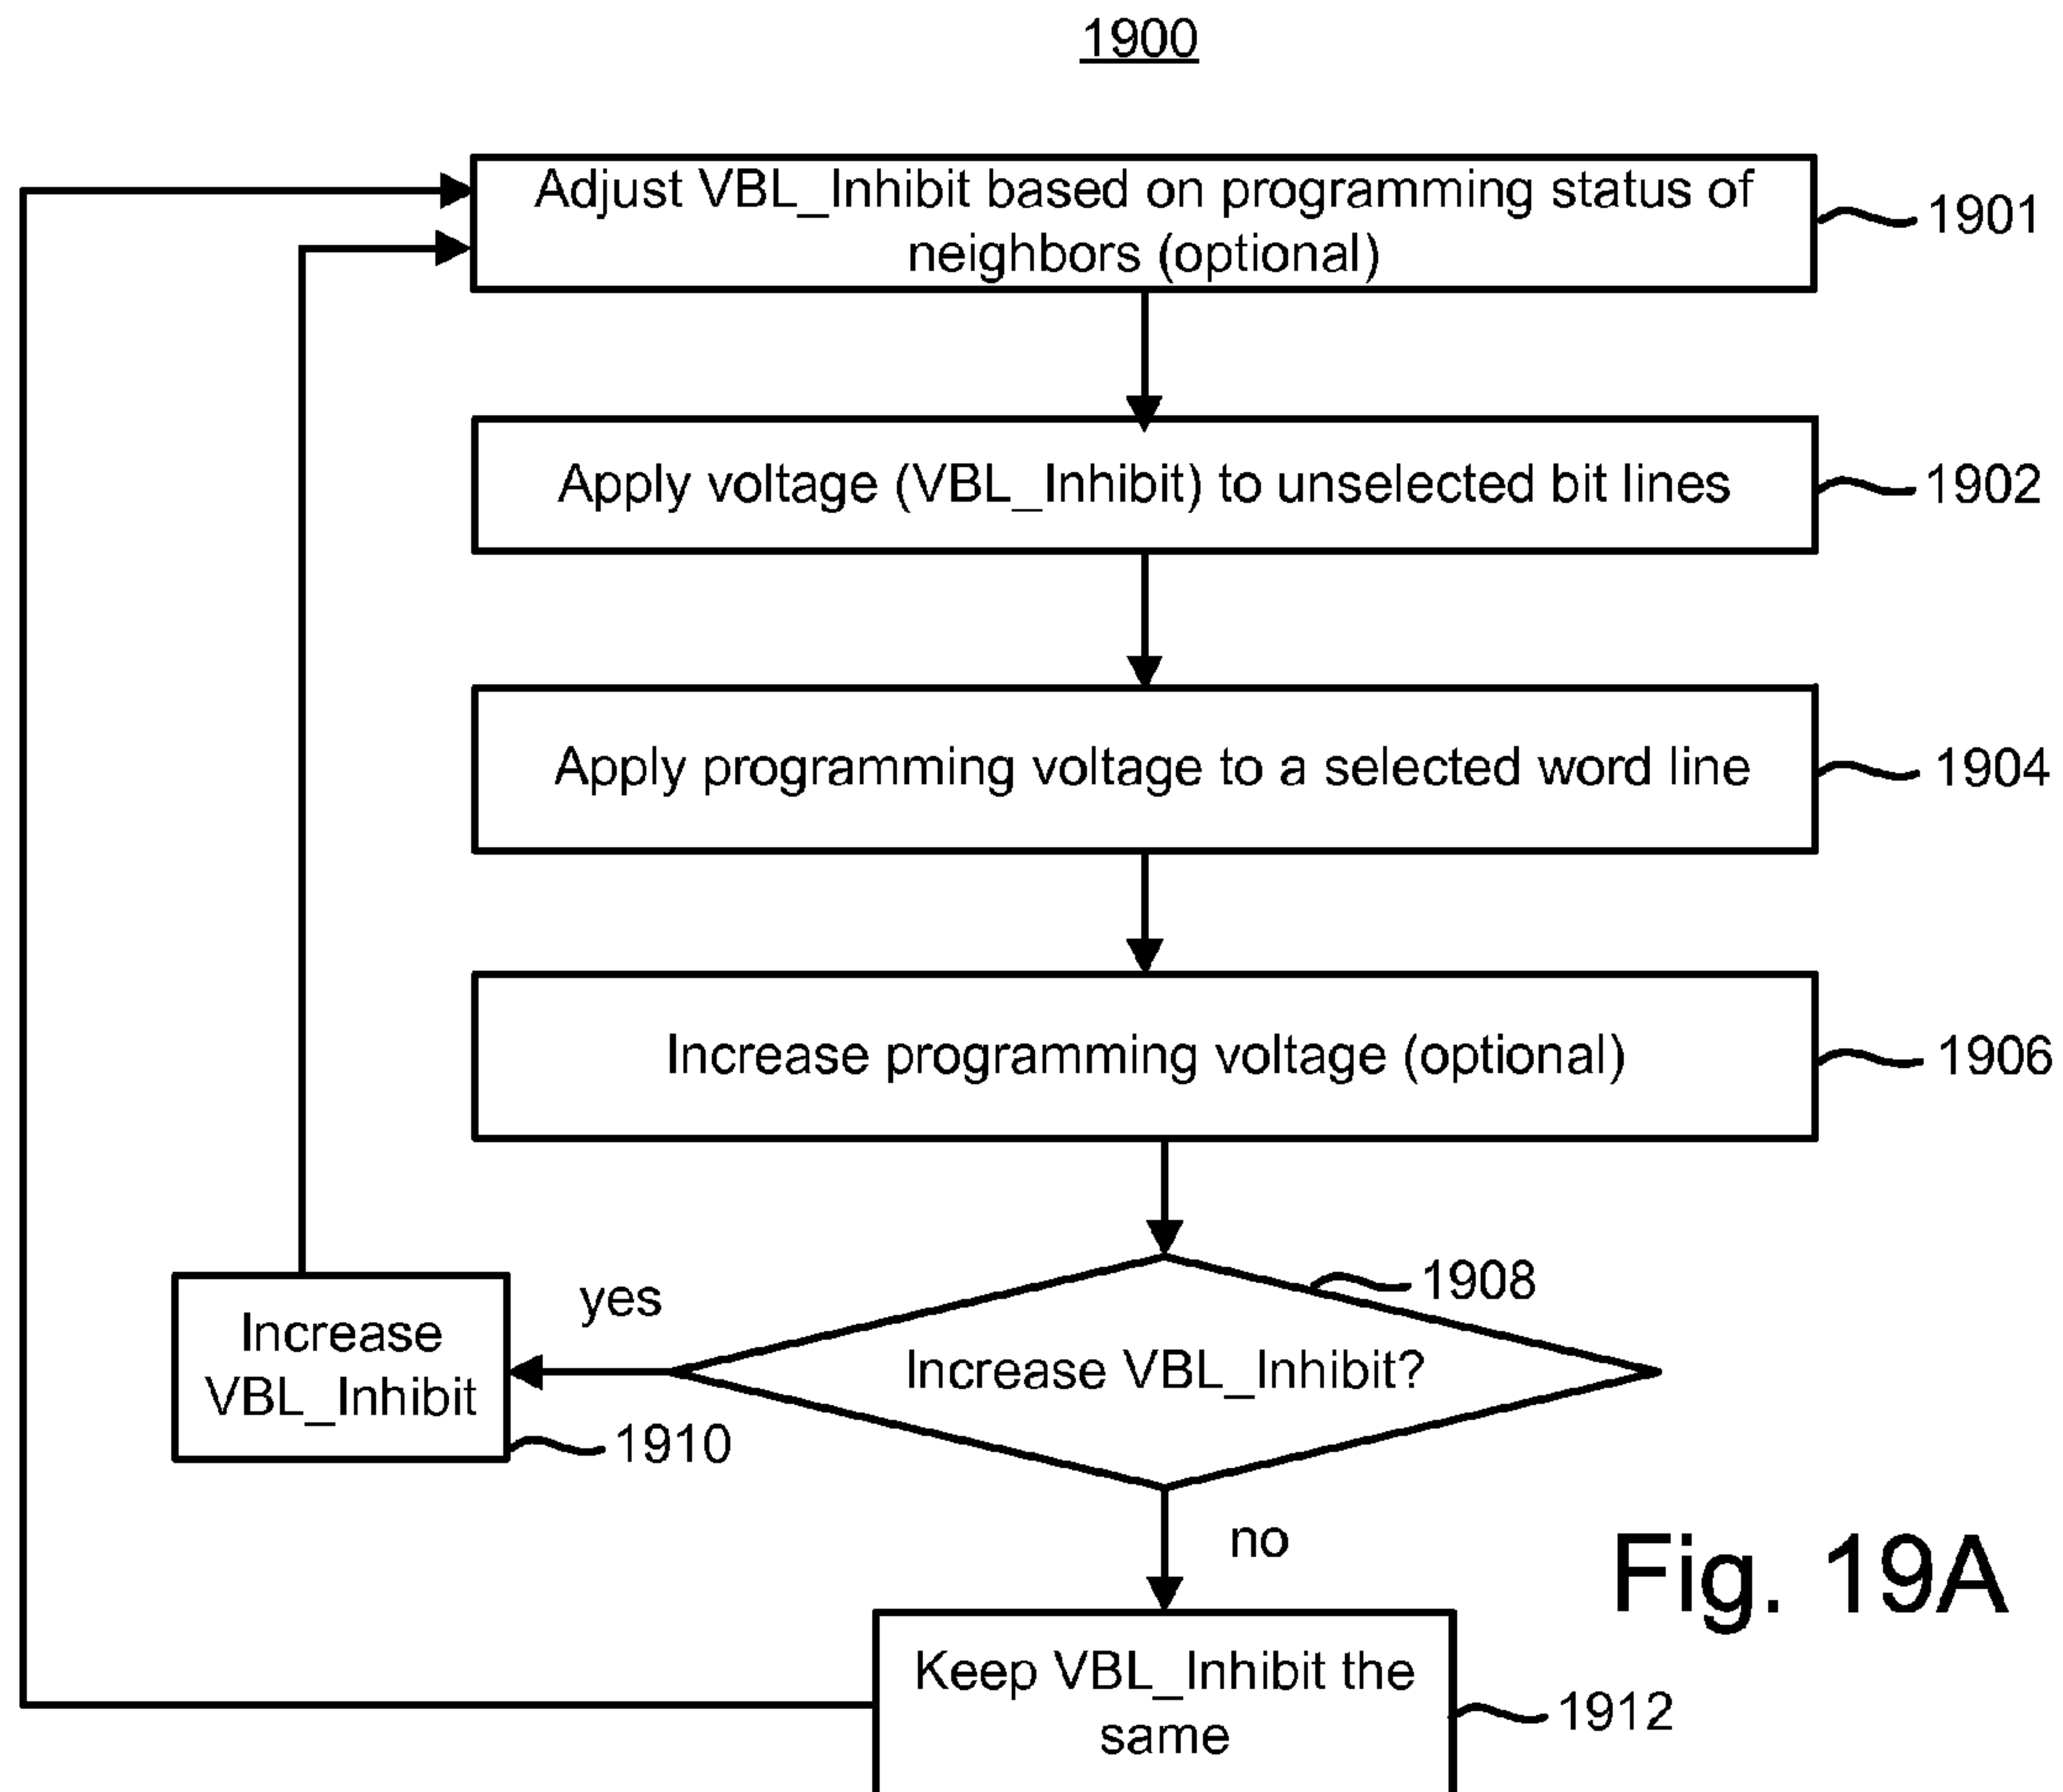 1900
Adjust VBL_Inhibit based on programming status of
neighbors (optional)
1901
Apply voltage (VBL_Inhibit) to unselected bit lines
1902
Apply programming voltage to a selected word line
1904
Increase programming voltage (optional)
1906
1908
Increase VBL_Inhibit?
yes
Increase
VBL_Inhibit
1910
no
Fig. 19A
Keep VBL_Inhibit the
same
1912